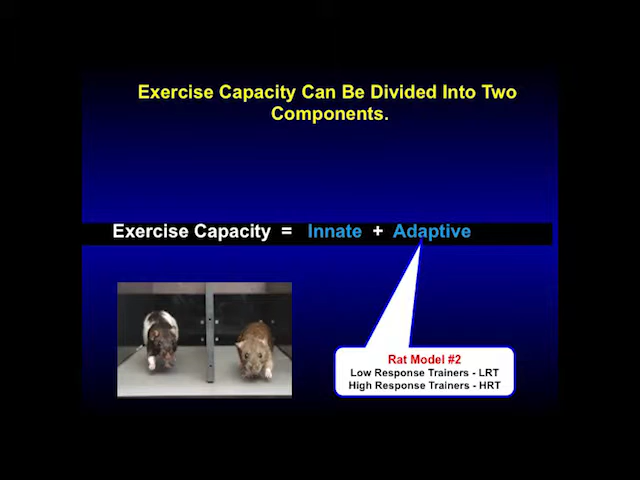 Exercise Capacity Can Be Divided Into Two
Components.
Exercise Capacity = Innate + Adaptive
Rat Model #2
Low Response Trainers - LRT
High Response Trainers - HRT